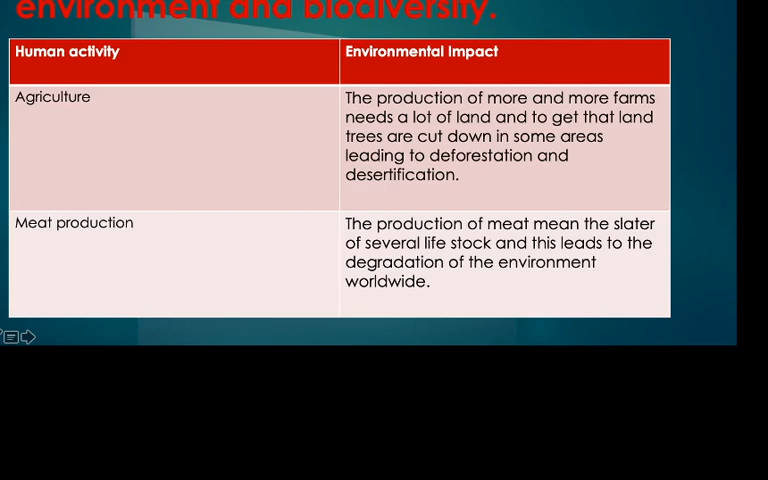 environment and biodiversity.
Human activity
Environmental Impact
Agriculture
The production of more and more farms
needs a lot of land and to get that land
trees are cut down in some areas
leading to deforestation and
desertification.
Meat production
The production of meat mean the slater
of several life stock and this leads to the
degradation of the environment
worldwide.